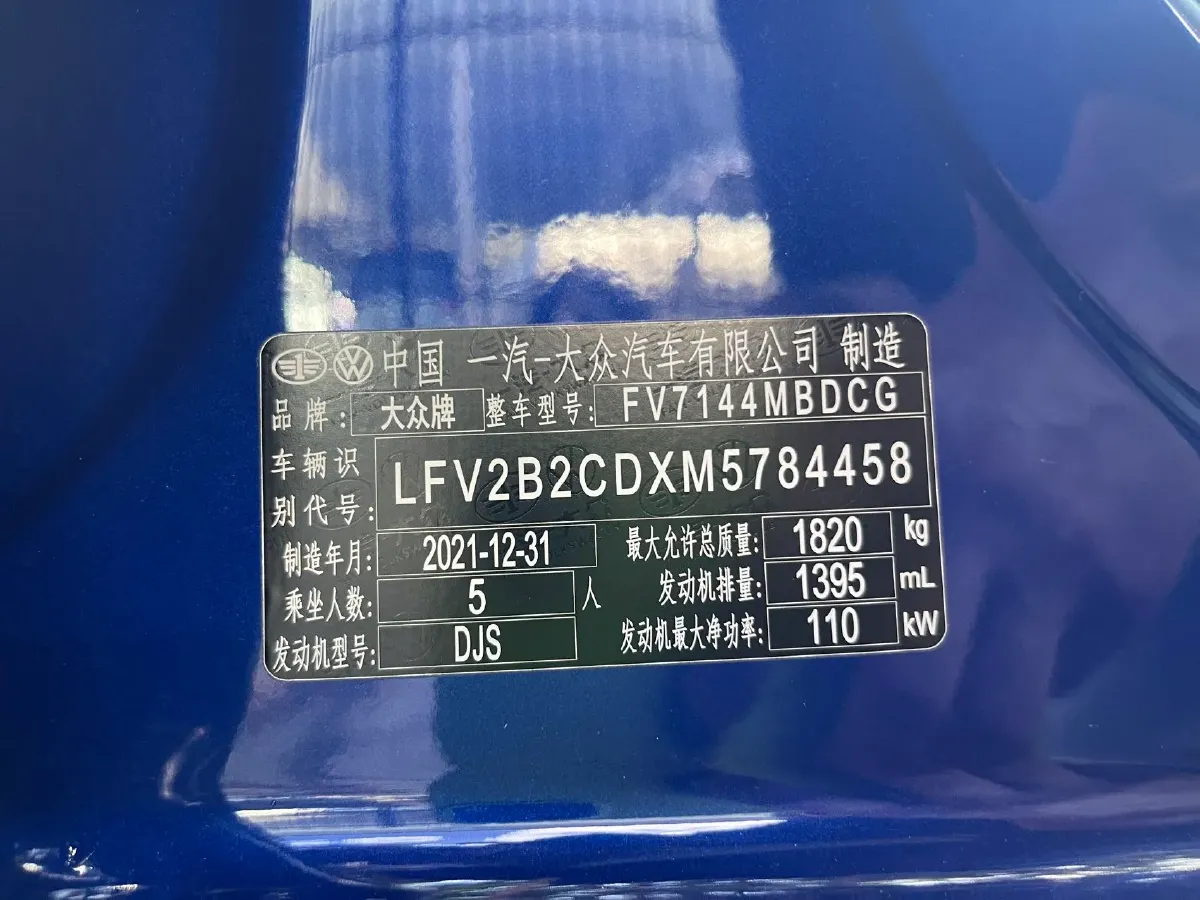 中国 一汽-大众汽车有限公司 制造
品牌: 大众牌 整车型号: FV7144MBDCG
车辆识别代号: LFV2B2CDXM5784458
制造年月: 2021-12-31 最大允许总质量: 1820 kg
乘坐人数: 5 人 发动机排量: 1395 mL
发动机型号: DJS 发动机最大净功率: 110 kW